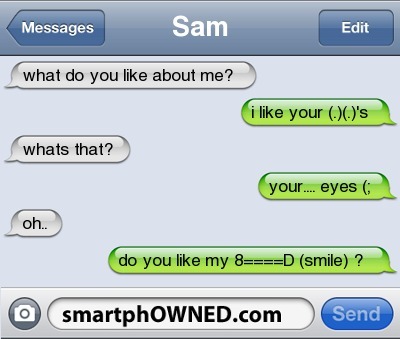 Messages
Sam
Edit
what do you like about me?
i like your (.)(.)'s
whats that?
your.... eyes (;
oh..
do you like my 8====D (smile) ?
smartphOWNED.com
Send